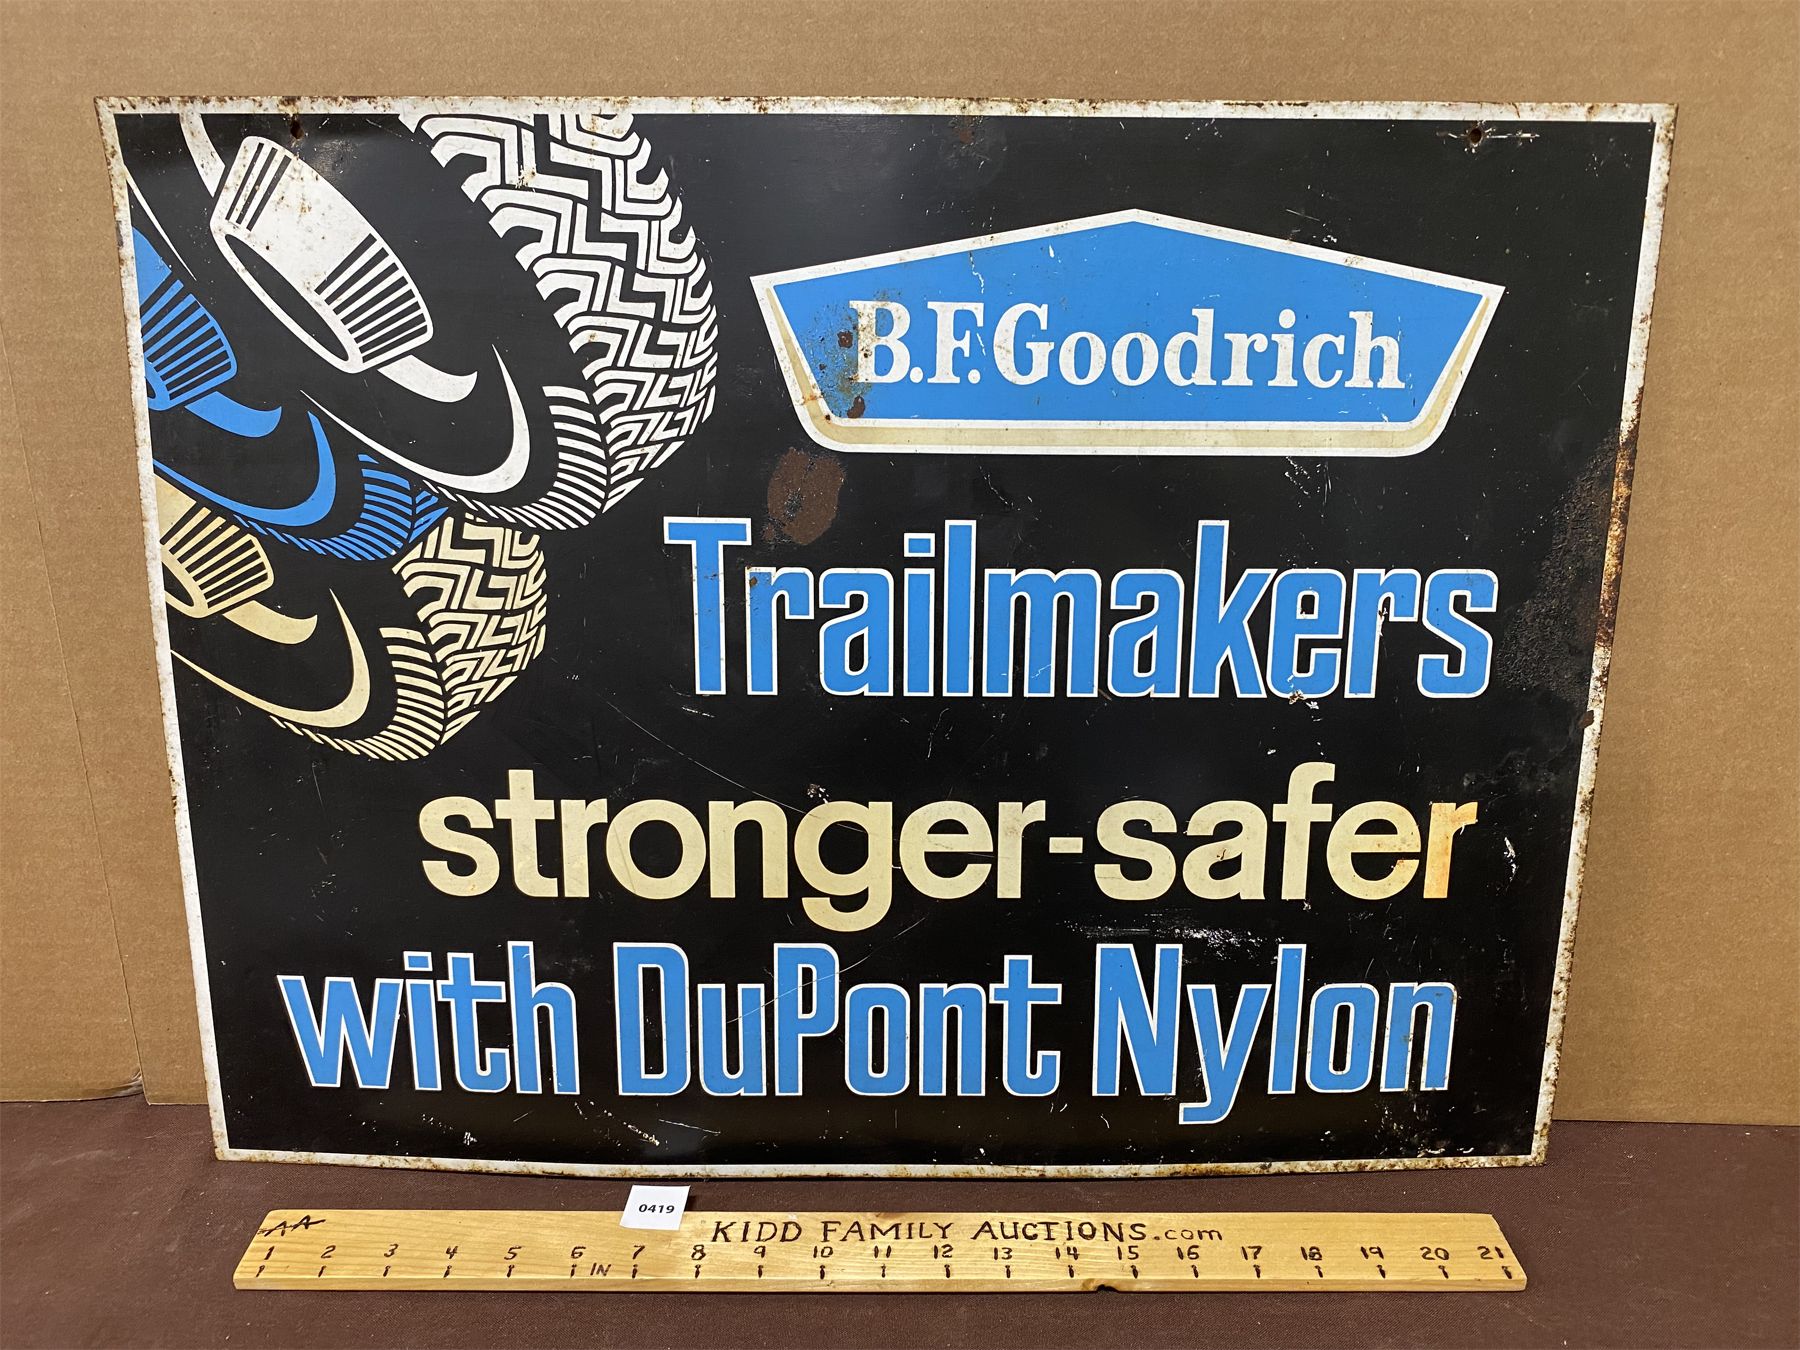 B.F.Goodrich
Trailmakers
stronger-safer
with DuPont Nylon
0419
AA KIDD FAMILY AUCTIONS.com
1 2 3 4 5 6 7 8 9 10 11 12 13 14 15 16 17 18 19 20 21
IN